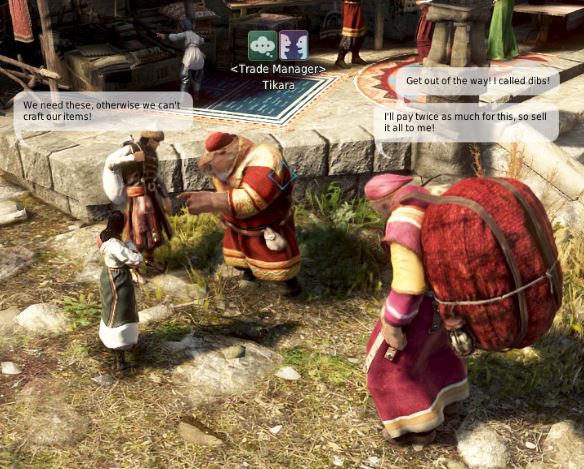 <Trade Manager>
Tikara
Get out of the way! I called dibs!
We need these, otherwise we can't
craft our items!
I'll pay twice as much for this, so sell
it all to me!